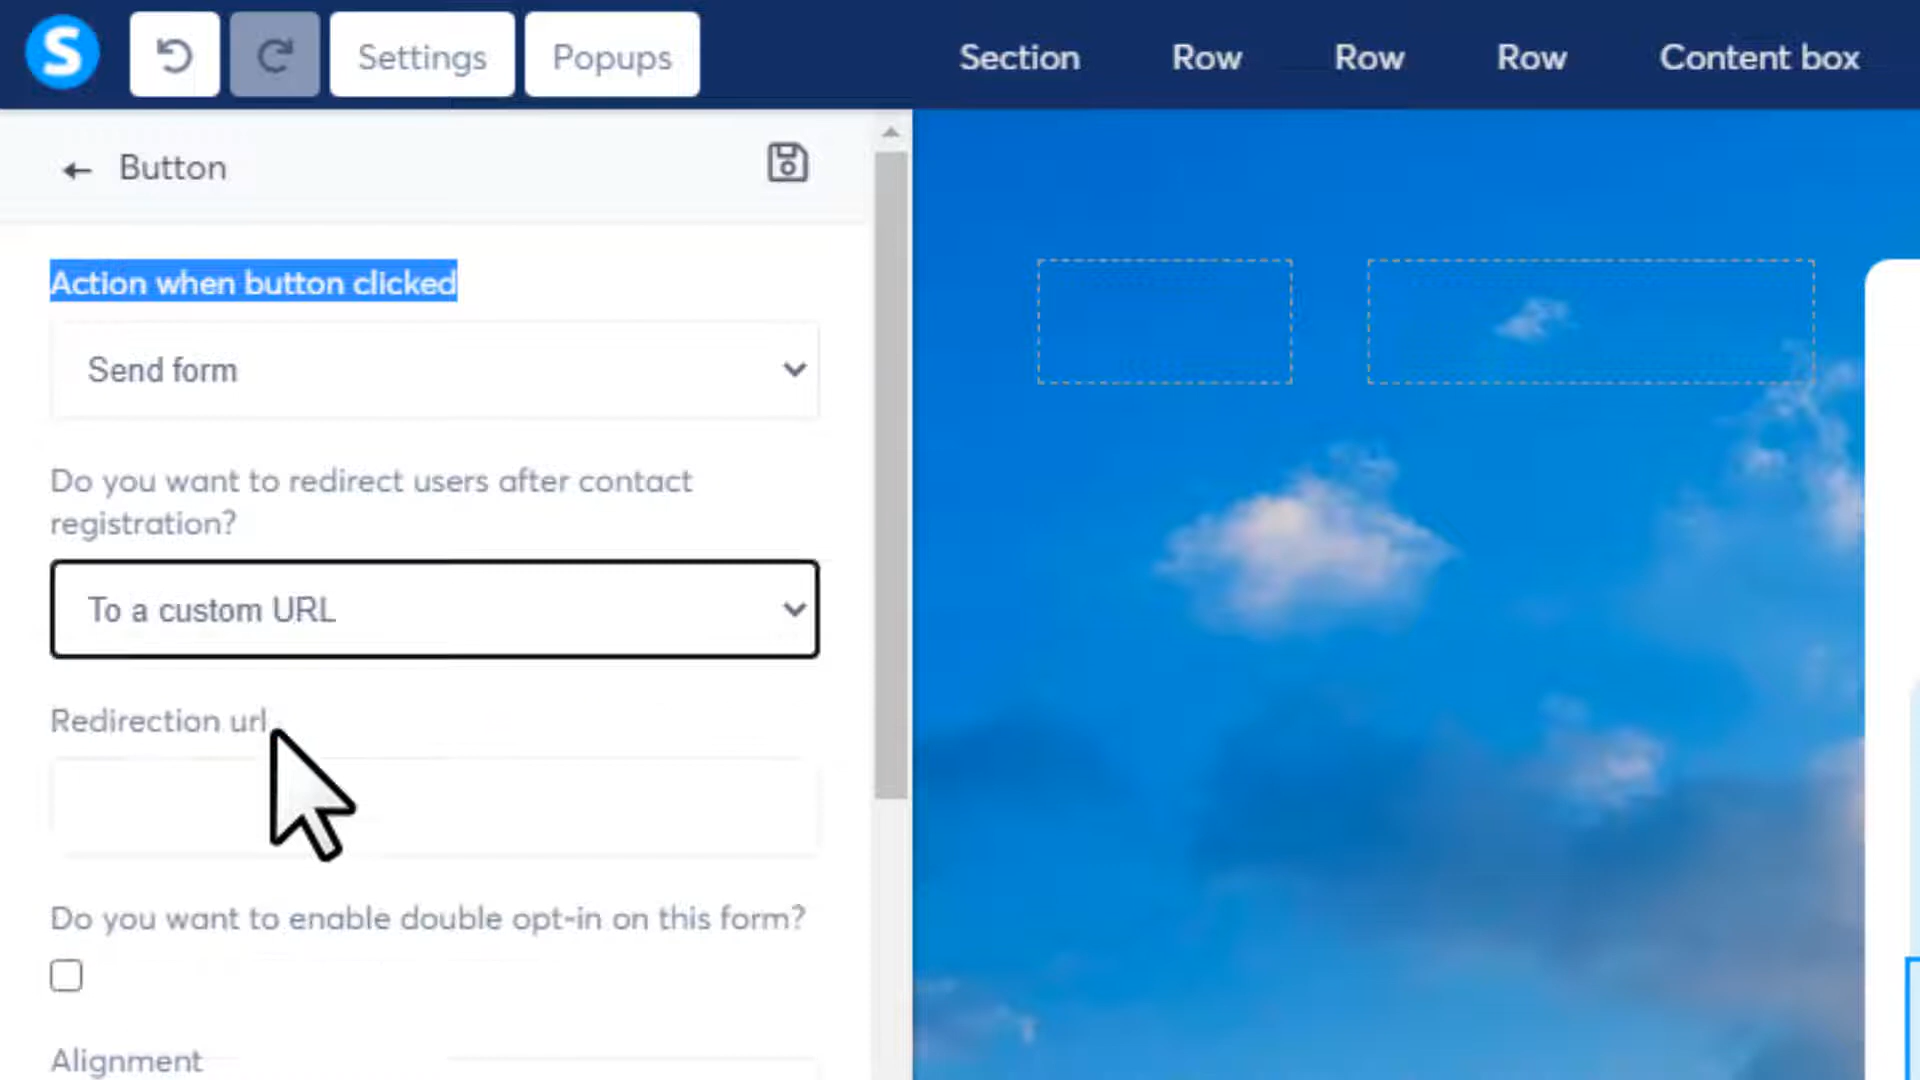 S
Settings
Popups
Section
Row
Row
Row
Content box
Button
Action when button clicked
Send form
Do you want to redirect users after contact
registration?
To a custom URL
Redirection url
Do you want to enable double opt-in on this form?
Alignment